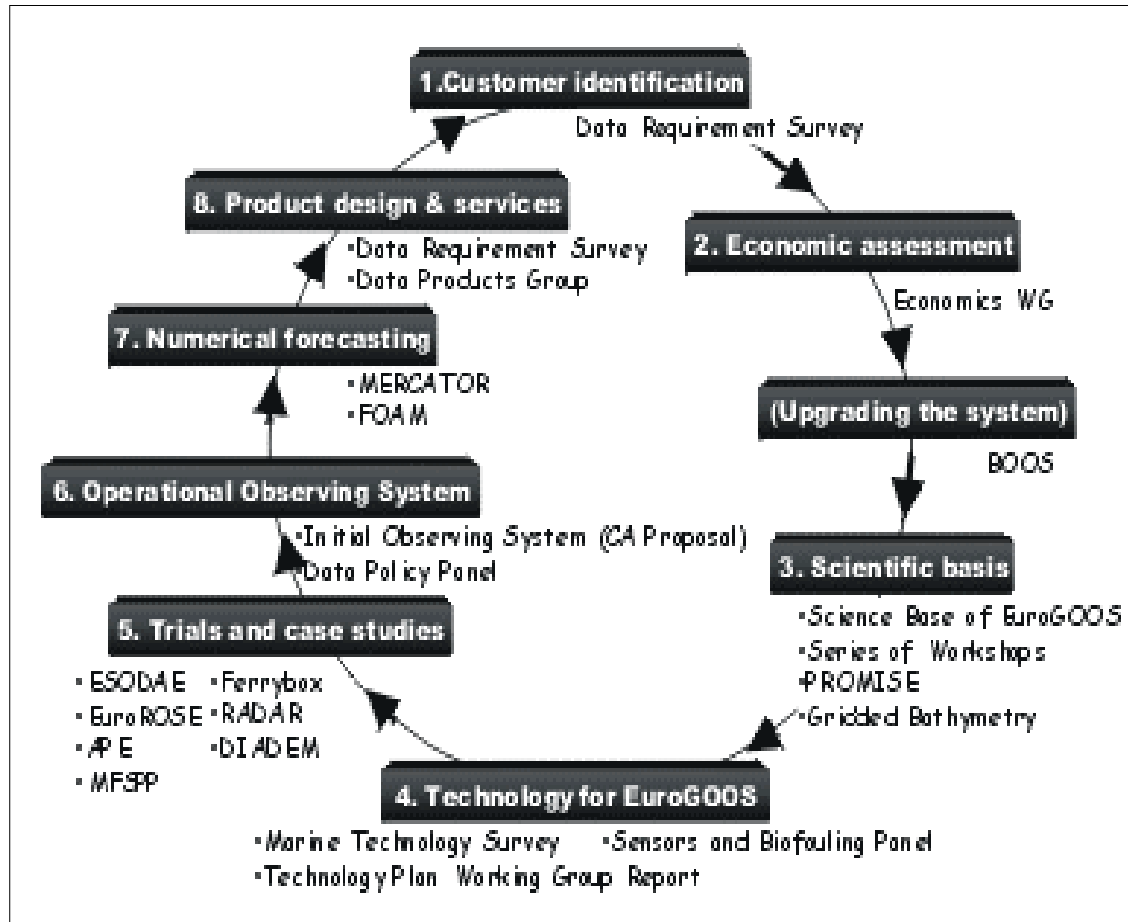 1.Customer identification
Data Requirement Survey
2. Economic assessment
Economics WG
(Upgrading the system)
BOOS
3. Scientific basis
•Science Base of EuroGOOS
•Series of Workshops
•PROMISE
•Gridded Bathymetry
4. Technology for EuroGOOS
•Marine Technology Survey •Sensors and Biofouling Panel
•Technology Plan Working Group Report
5. Trials and case studies
•ESODAE •Ferrybox
•EuroROSE •RADAR
•APE •DIADEM
•MFSPP
6. Operational Observing System
•Initial Observing System (CA Proposal)
•Data Policy Panel
7. Numerical forecasting
•MERCATOR
•FOAM
8. Product design & services
•Data Requirement Survey
•Data Products Group